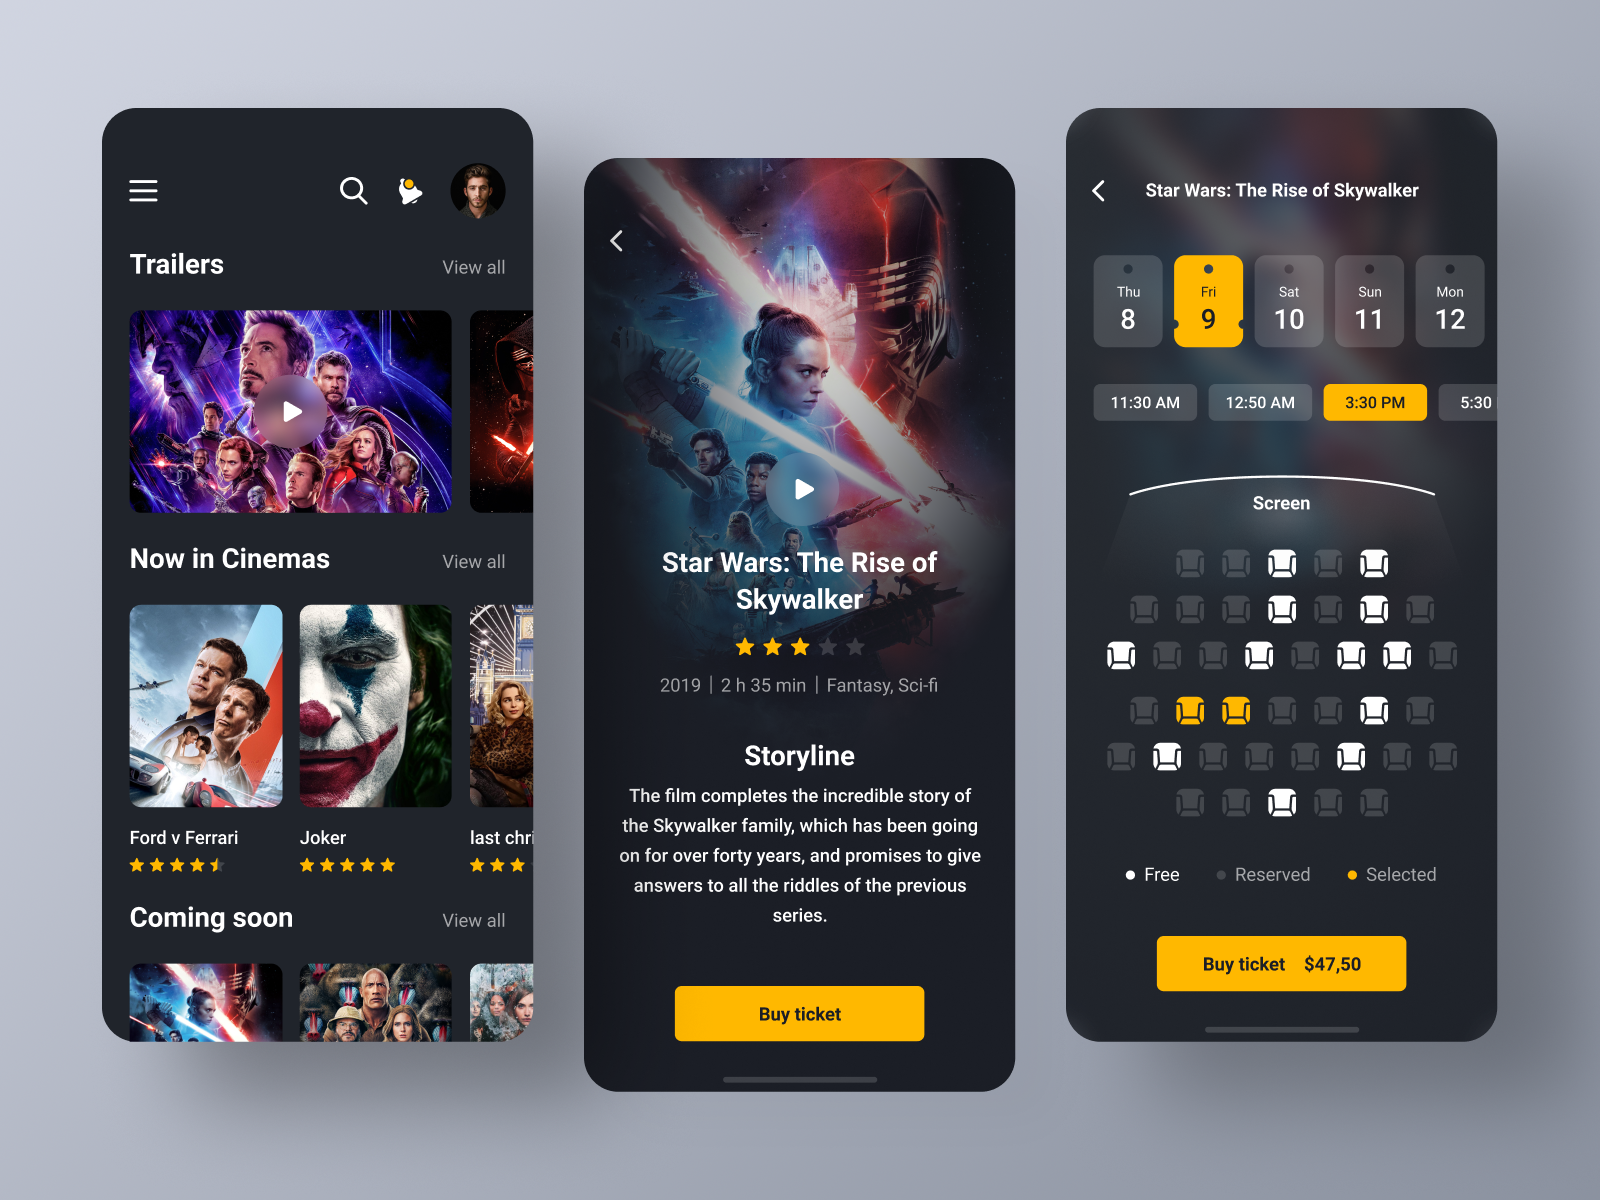 Trailers
View all
Now in Cinemas
View all
Ford v Ferrari
Joker
last chri
Coming soon
View all
Star Wars: The Rise of
Skywalker
2019 | 2 h 35 min | Fantasy, Sci-fi
Storyline
The film completes the incredible story of
the Skywalker family, which has been going
on for over forty years, and promises to give
answers to all the riddles of the previous
series.
Buy ticket
Star Wars: The Rise of Skywalker
Thu Fri Sat Sun Mon
8 9 10 11 12
11:30 AM 12:50 AM 3:30 PM 5:30
Screen
Free Reserved Selected
Buy ticket $47,50